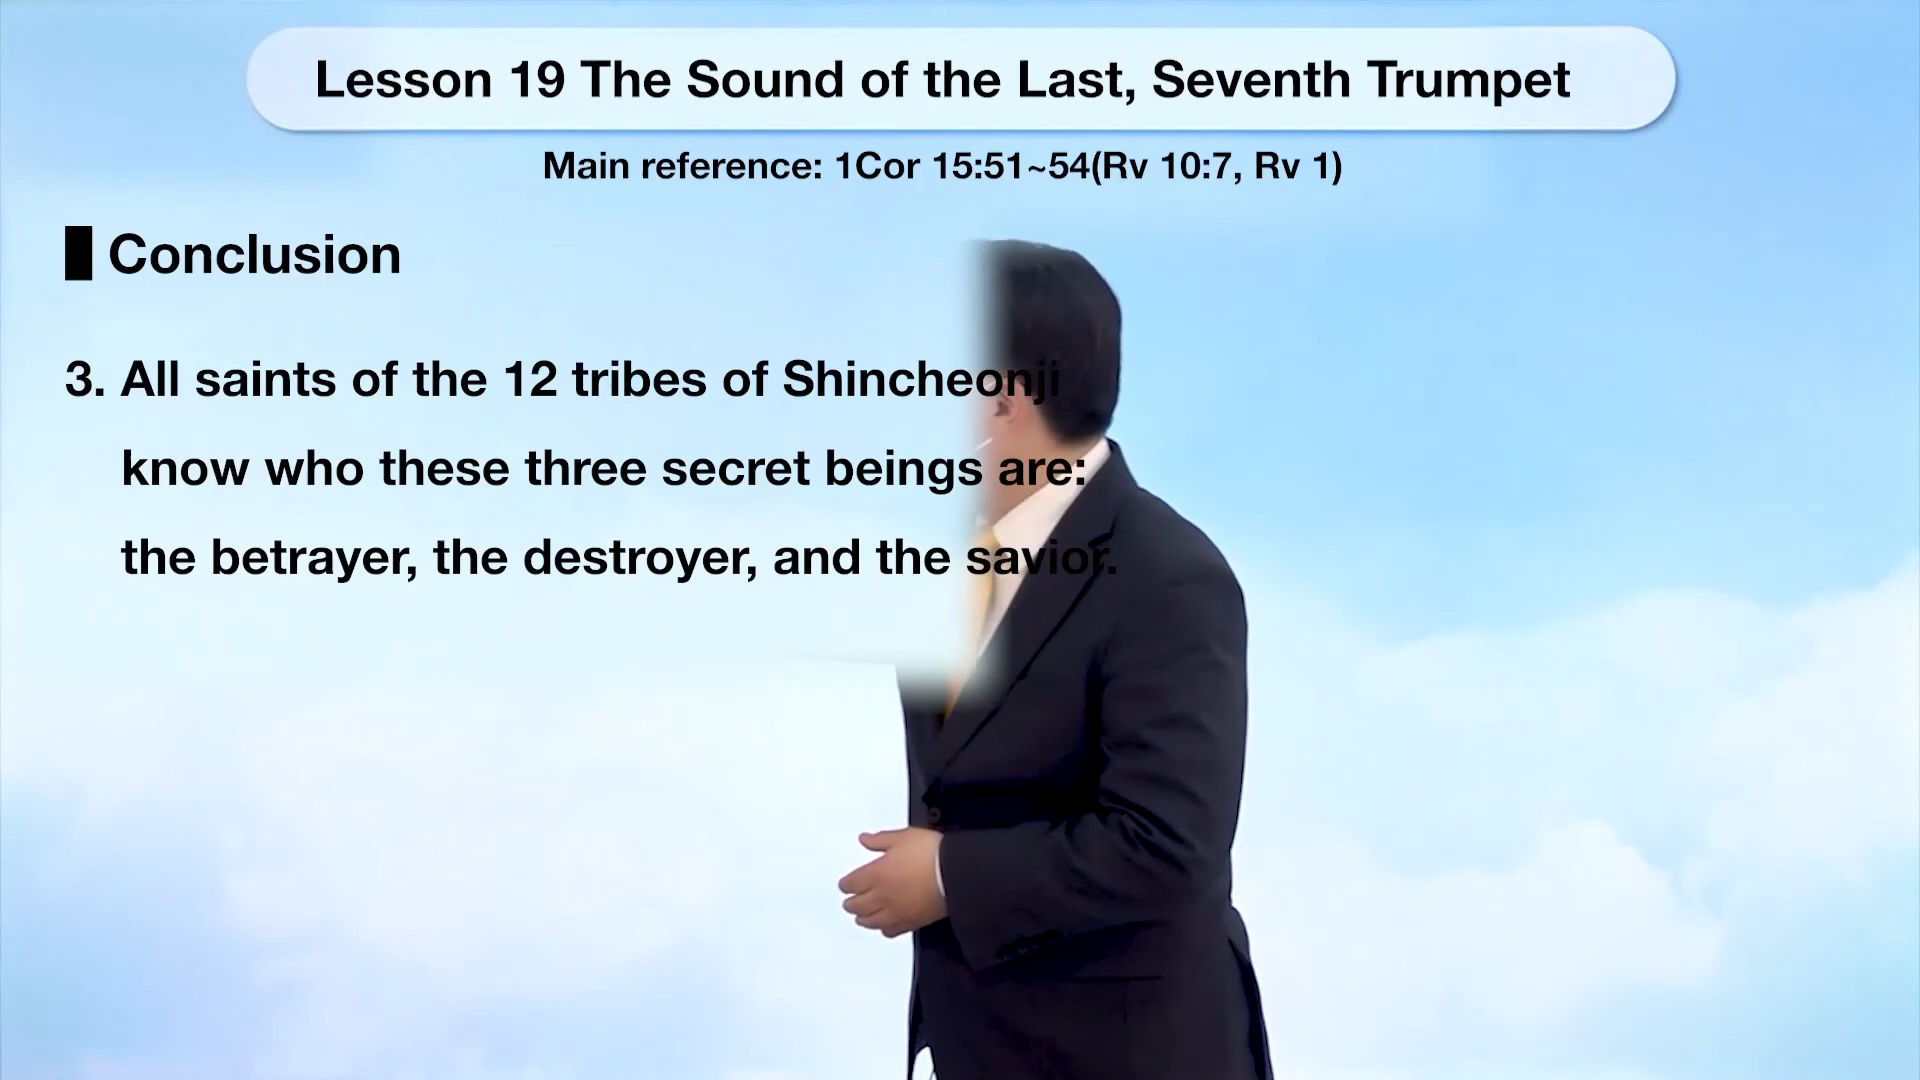 Lesson 19 The Sound of the Last, Seventh Trumpet
Main reference: 1Cor 15:51~54(Rv 10:7, Rv 1)
Conclusion
3. All saints of the 12 tribes of Shincheonji
know who these three secret beings are:
the betrayer, the destroyer, and the savior.